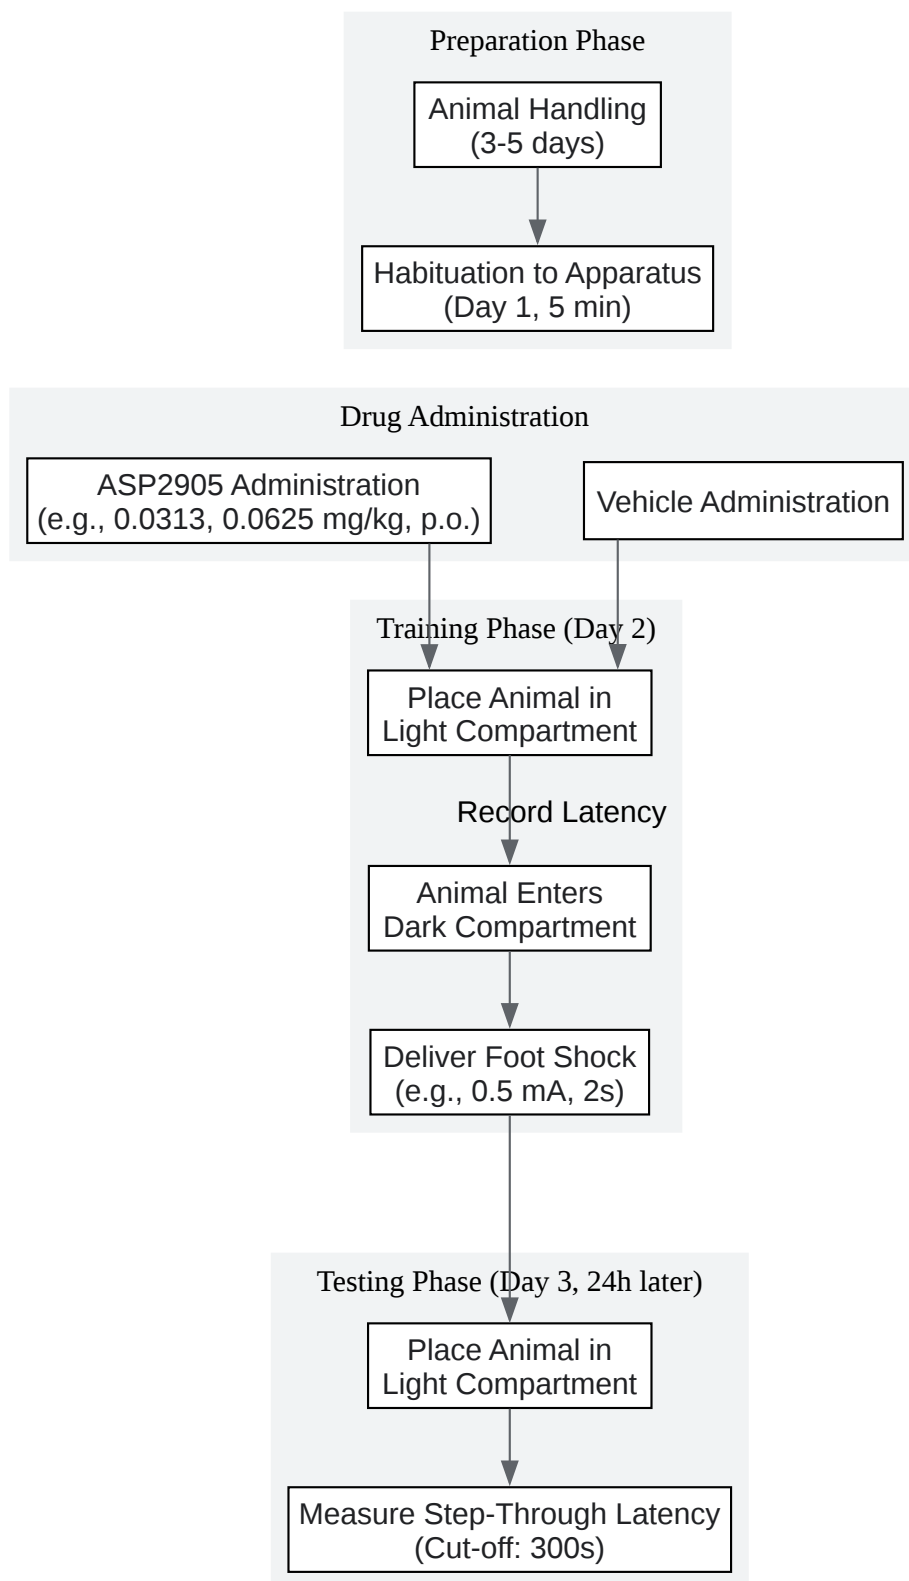 Preparation Phase
Animal Handling
(3-5 days)
Habituation to Apparatus
(Day 1, 5 min)
Drug Administration
ASP2905 Administration
(e.g., 0.0313, 0.0625 mg/kg, p.o.)
Vehicle Administration
Training Phase (Day 2)
Place Animal in
Light Compartment
Record Latency
Animal Enters
Dark Compartment
Deliver Foot Shock
(e.g., 0.5 mA, 2s)
Testing Phase (Day 3, 24h later)
Place Animal in
Light Compartment
Measure Step-Through Latency
(Cut-off: 300s)